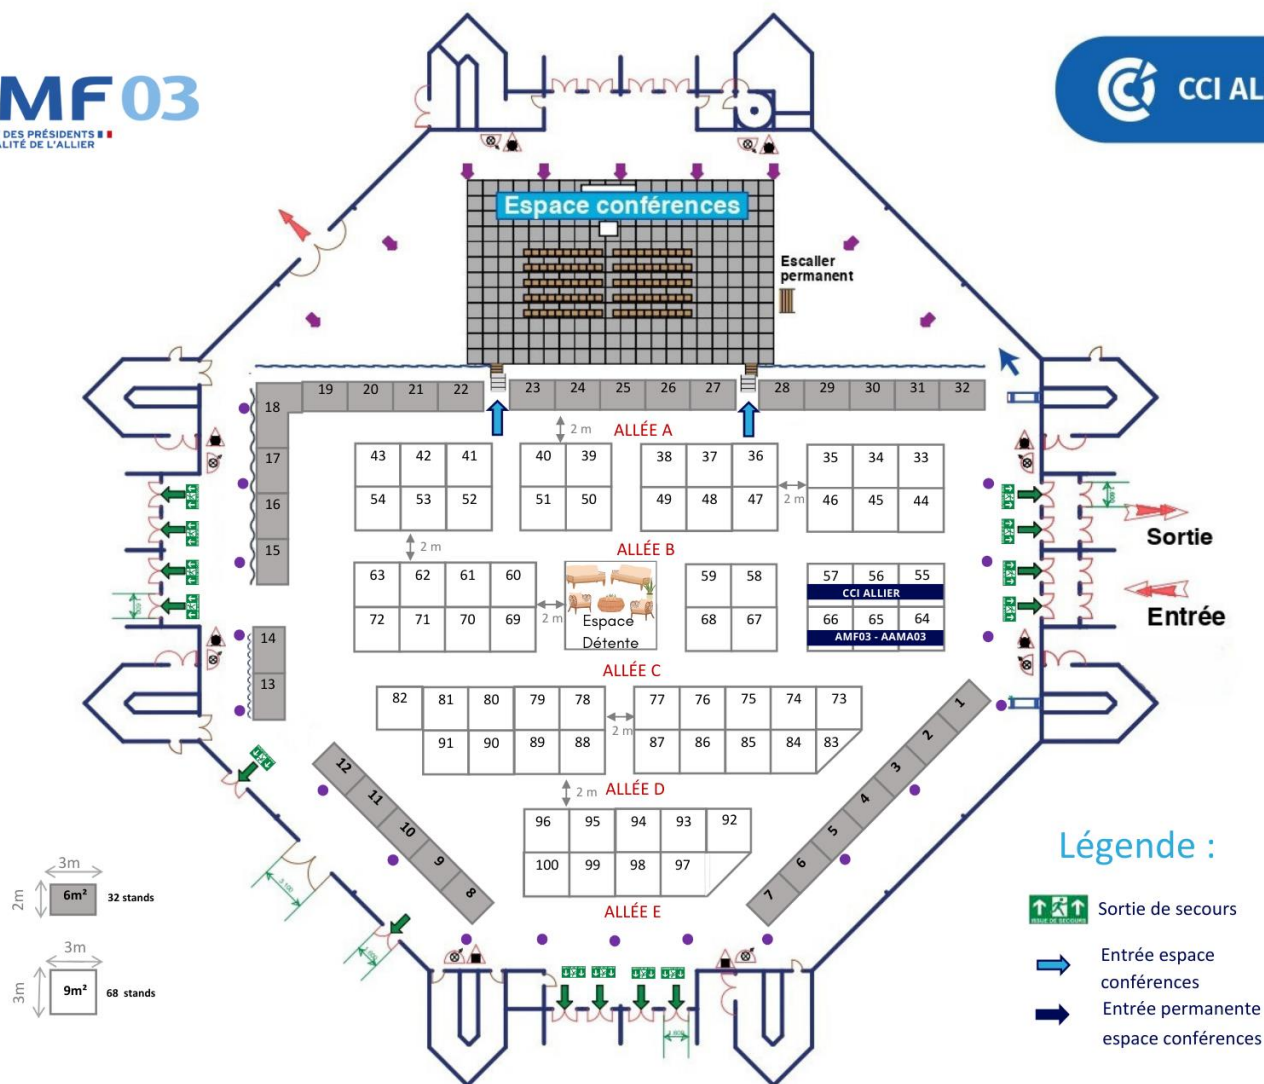 MF 03
DES PRÉSIDENTS
ALITÉ DE L'ALLIER
CCI AL
Espace conférences
Escalier
permanent
19 20 21 22 23 24 25 26 27 28 29 30 31 32
18
17
16
15
14
13
2 m
ALLÉE A
43 42 41 40 39 38 37 36 35 34 33
54 53 52 51 50 49 48 47 2 m 46 45 44
2 m
ALLÉE B
Sortie
Entrée
63 62 61 60 59 58 57 56 55
CCI ALLIER
72 71 70 69 2 m 68 67 66 65 64
AMF03 - AAMA03
Espace
Détente
ALLÉE C
82 81 80 79 78 77 76 75 74 73
2 m
91 90 89 88 87 86 85 84 83
1
2
3
4
5
6
7
12
11
10
9
8
2 m
ALLÉE D
96 95 94 93 92
100 99 98 97
ALLÉE E
3m
2m
6m²
32 stands
3m
3m
9m²
68 stands
Légende :
ISSUE DE SECOURS
Sortie de secours
Entrée espace
conférences
Entrée permanente
espace conférences